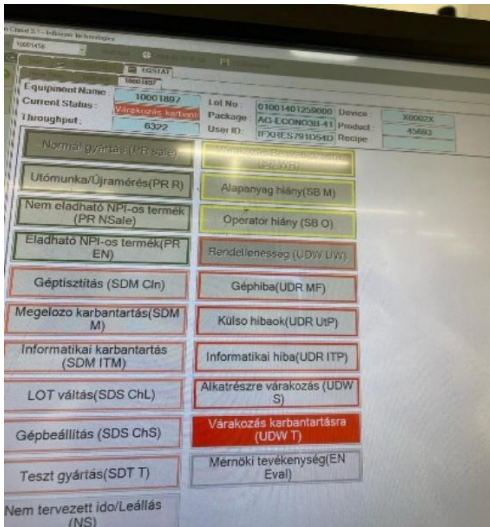 10001456
LGSTAT
10001897
Equipment Name 10001897 Lot No : 01001401259000 Device : X0002X
Current Status : Várakozás karbant Package : AG-ECONO3B-41 Product : 45693
Throughput : 6322 User ID : Recipe
Normál gyártás (PR sale)
Utómunka/Újramérés(PR R)
Alapanyag hiány(SB M)
Nem eladható NPI-os termék
(PR NSale)
Operator hiány (SB O)
Eladható NPI-os termék(PR
EN)
Rendellenesség (UDW UW)
Géptisztítás (SDM Cln)
Géphiba(UDR MF)
Megelozo karbantartás(SDM
M)
Külso hibaok(UDR UtP)
Informatikai karbantartás
(SDM ITM)
Informatikai hiba(UDR ITP)
LOT váltás(SDS ChL)
Alkatrészre várakozás (UDW
S)
Gépbeállítás (SDS ChS)
Várakozás karbantartásra
(UDW T)
Teszt gyártás(SDT T)
Mérnöki tevékenység(EN
Eval)
Nem tervezett ido/Leállás
(NS)